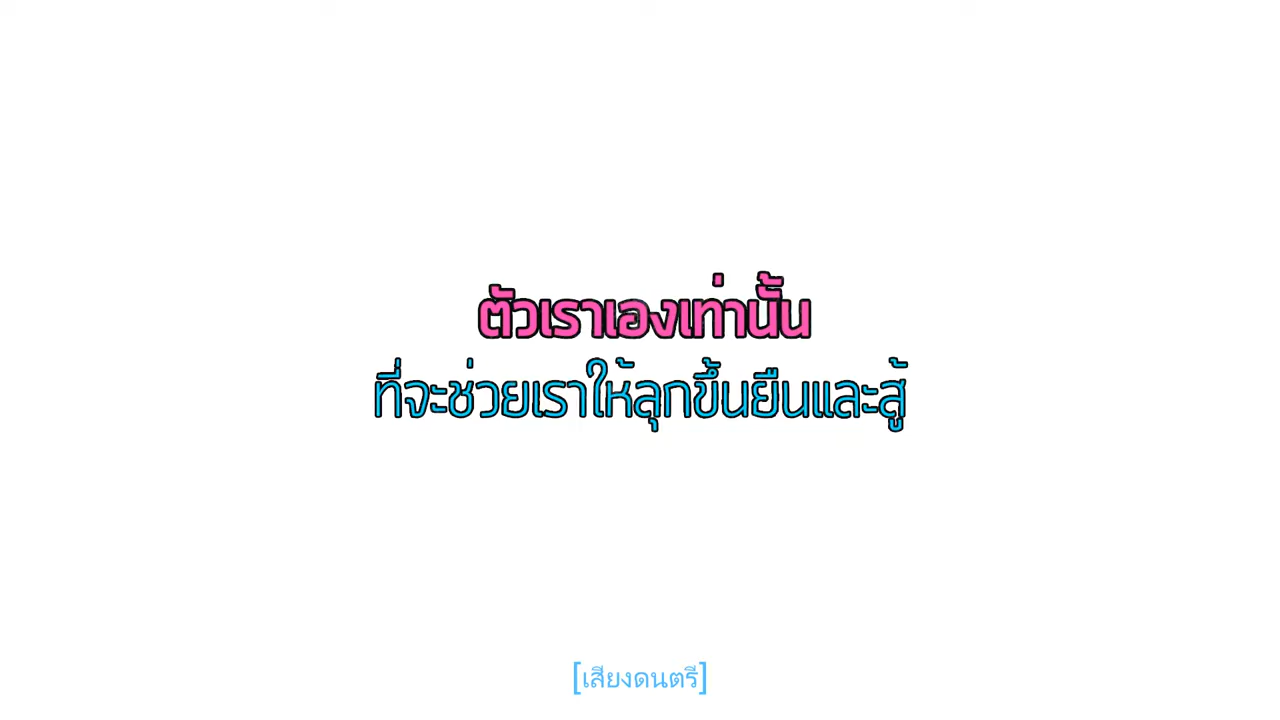 ตัวเราเองเท่านั้น
ที่จะช่วยเราให้ลุกขึ้นยืนและสู้
[เสียงดนตรี]